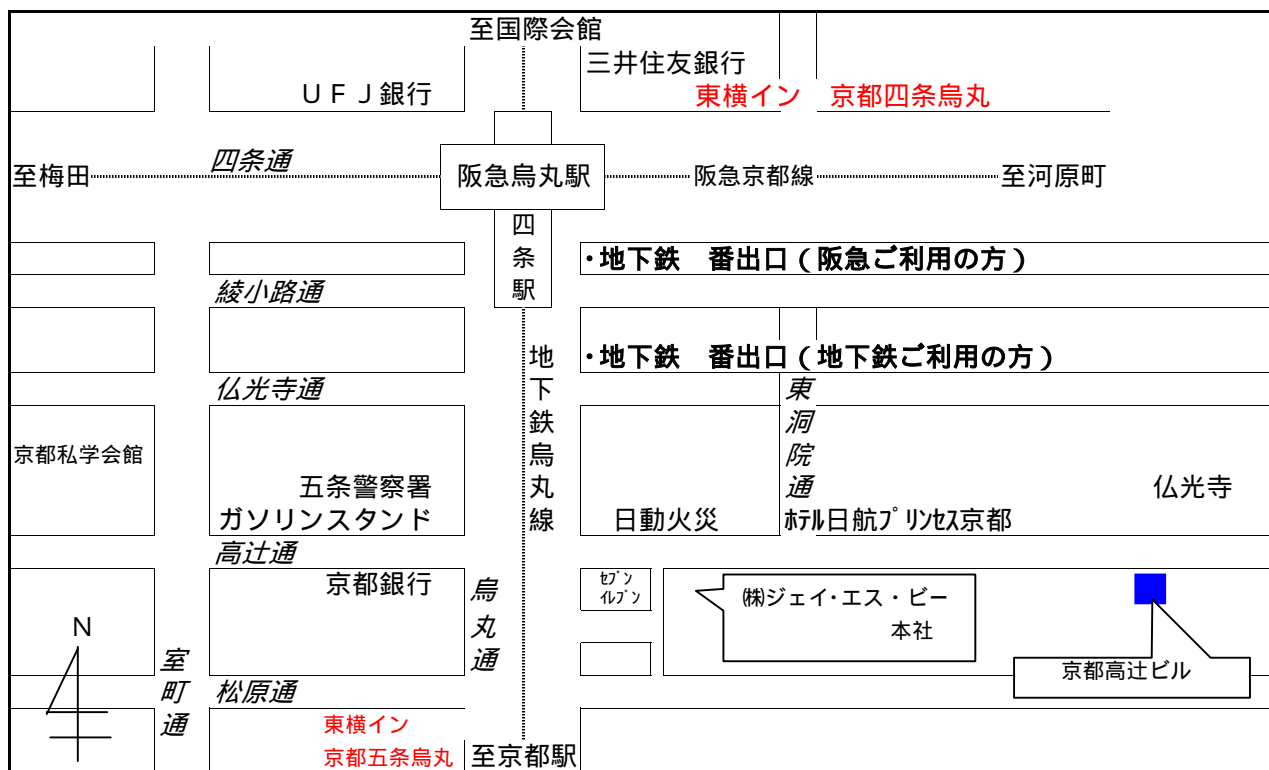 至国際会館
三井住友銀行
ＵＦＪ銀行
東横イン 京都四条烏丸
四条通
至梅田
阪急烏丸駅
阪急京都線
至河原町
四条駅
・地下鉄　番出口（阪急ご利用の方）
綾小路通
・地下鉄　番出口（地下鉄ご利用の方）
地下鉄烏丸線
仏光寺通
東洞院通
京都私学会館
五条警察署
仏光寺
ガソリンスタンド
日動火災
ﾎﾃﾙ日航ﾌﾟﾘﾝｾｽ京都
高辻通
京都銀行
烏丸通
ｾﾌﾞﾝ
ｲﾚﾌﾞﾝ
㈱ジェイ･エス・ビー
本社
N
京都高辻ビル
室町通
松原通
東横イン
京都五条烏丸
至京都駅